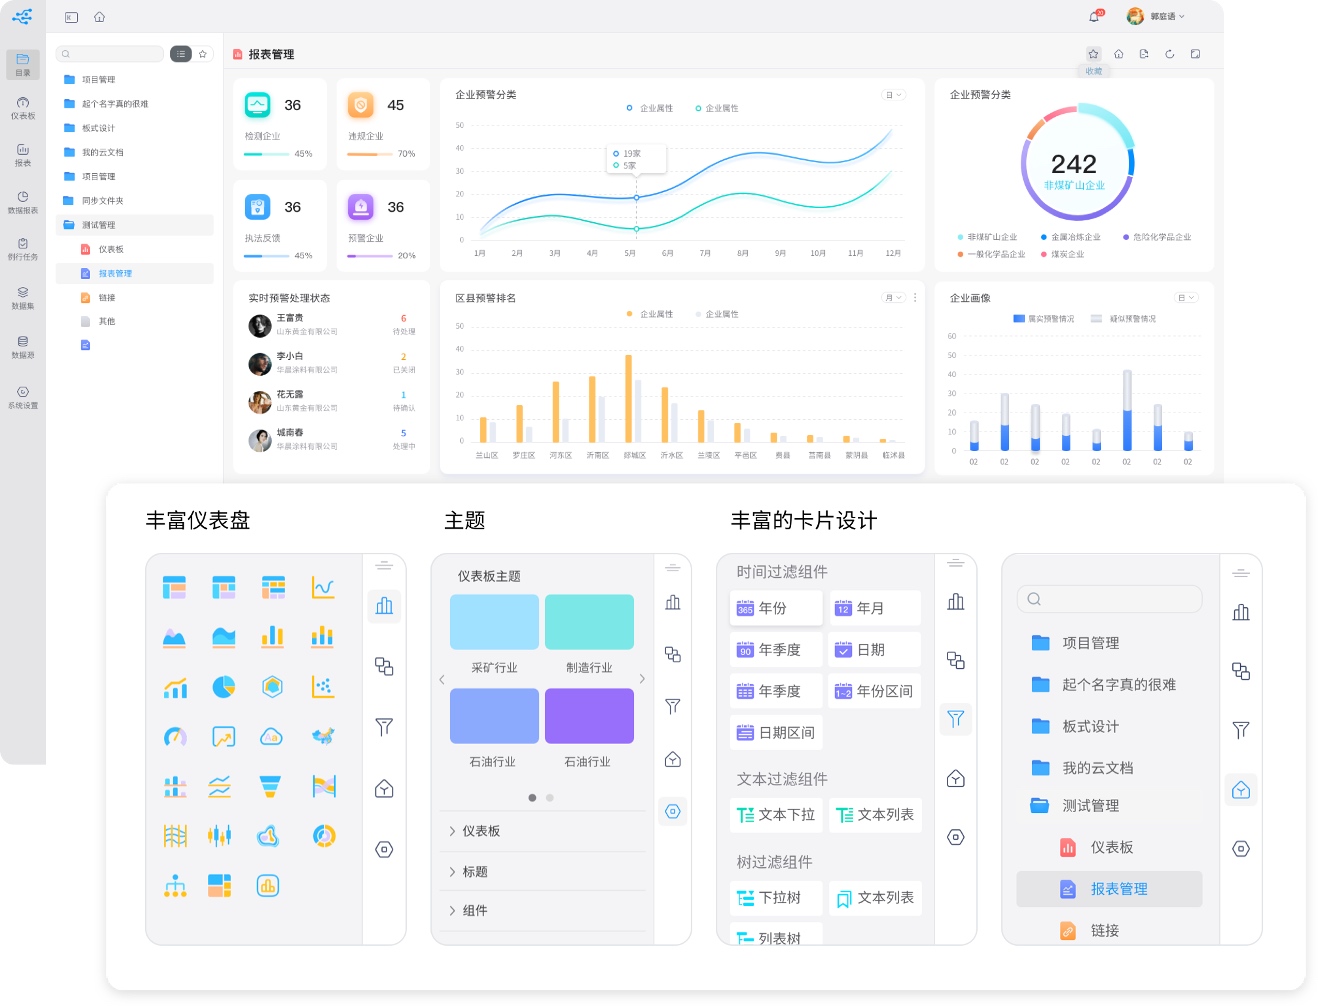 20
郭庭语
目录
仪表板
报表
数据报表
例行任务
数据集
数据源
系统设置
项目管理
起个名字真的很难
板式设计
我的云文档
项目管理
同步文件夹
测试管理
仪表板
报表管理
链接
其他
报表管理
收藏
36
检测企业
45%
45
违规企业
70%
36
执法反馈
45%
36
预警企业
20%
企业预警分类
日
企业属性 企业属性
50
40
30
20
10
0
19家
5家
1月 2月 3月 4月 5月 6月 7月 8月 9月 10月 11月 12月
企业预警分类
242
非煤矿山企业
非煤矿山企业 金属冶炼企业 危险化学品企业
一般化学品企业 煤炭企业
实时预警处理状态
王富贵 6
山东黄金有限公司 待处理
李小白 2
华晨涂料有限公司 已关闭
花无露 1
山东黄金有限公司 待确认
城南春 5
华晨涂料有限公司 处理中
区县预警排名
月
企业属性 企业属性
50
40
30
20
10
0
兰山区 罗庄区 河东区 沂南区 郯城区 沂水区 兰陵区 平邑区 费县 莒南县 蒙阴县 临沭县
企业画像
日
属实预警情况 疑似预警情况
60
50
40
30
20
10
0
02 02 02 02 02 02 02 02
丰富仪表盘
Aa
主题
仪表板主题
采矿行业 制造行业
石油行业 石油行业
仪表板
标题
组件
丰富的卡片设计
时间过滤组件
365 年份 12 年月
90 年季度 日期
年季度 1~2 年份区间
日期区间
文本过滤组件
文本下拉 文本列表
树过滤组件
下拉树 文本列表
列表树
项目管理
起个名字真的很难
板式设计
我的云文档
测试管理
仪表板
报表管理
链接